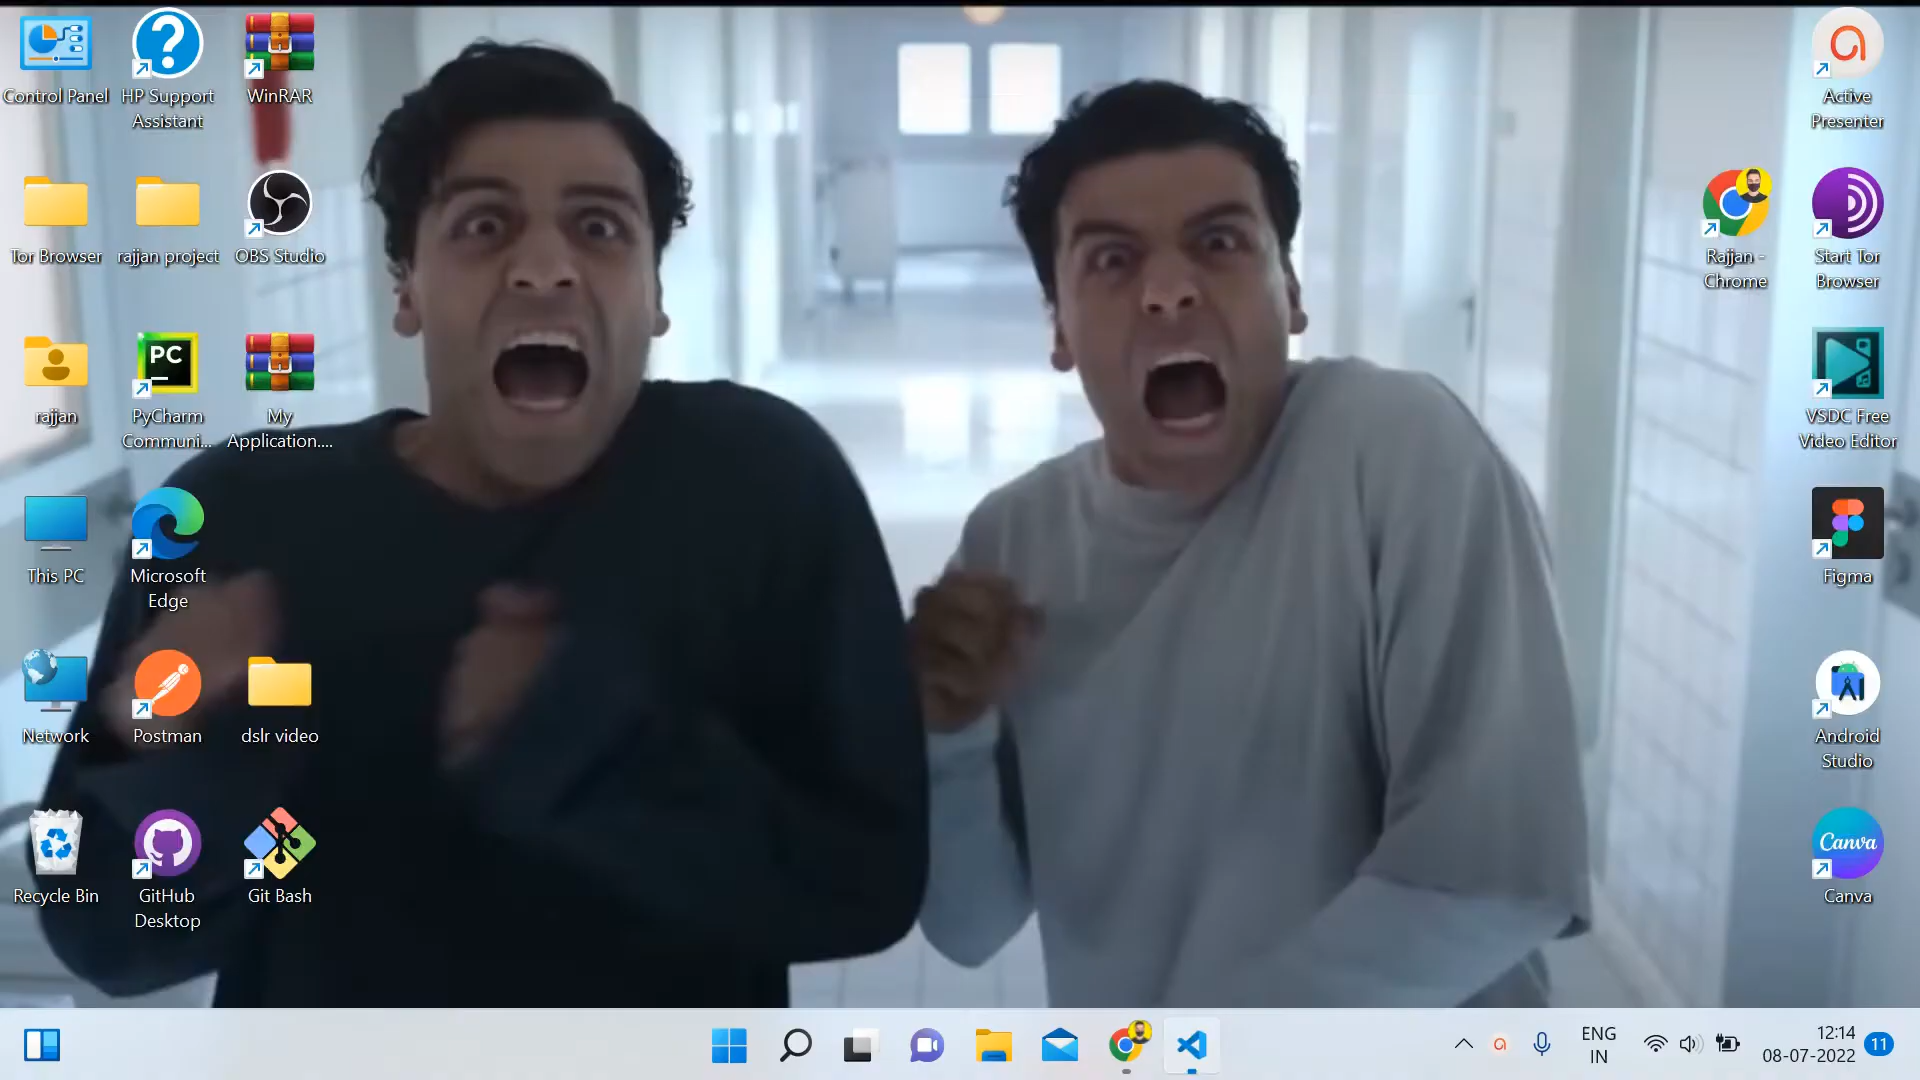 Control Panel
HP Support
Assistant
WinRAR
Active
Presenter
Tor Browser
rajjan project
OBS Studio
Rajjan -
Chrome
Start Tor
Browser
rajjan
PC
PyCharm
Communi...
My
Application....
VSDC Free
Video Editor
This PC
Microsoft
Edge
Figma
Network
Postman
dslr video
Android
Studio
Recycle Bin
GitHub
Desktop
Git Bash
Canva
Canva
ENG
IN
12:14
08-07-2022
11